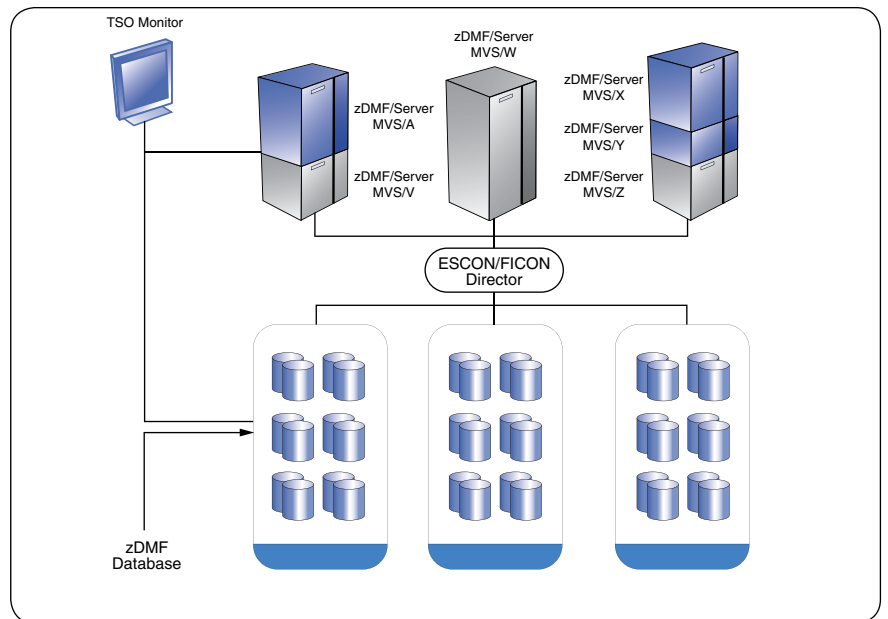 TSO Monitor
zDMF/Server
MVS/A
zDMF/Server
MVS/V
zDMF/Server
MVS/W
zDMF/Server
MVS/X
zDMF/Server
MVS/Y
zDMF/Server
MVS/Z
ESCON/FICON
Director
zDMF
Database